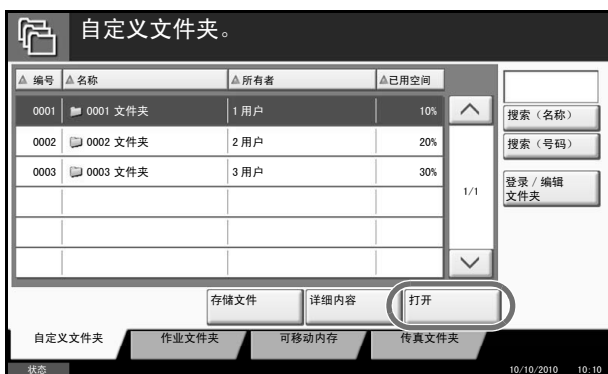 自定义文件夹。
编号 名称 所有者 已用空间
0001 0001 文件夹 1 用户 10%
0002 0002 文件夹 2 用户 20%
0003 0003 文件夹 3 用户 30%
1/1
搜索（名称）
搜索（号码）
登录 / 编辑
文件夹
存储文件 详细内容 打开
自定义文件夹 作业文件夹 可移动内存 传真文件夹
状态 10/10/2010 10:10